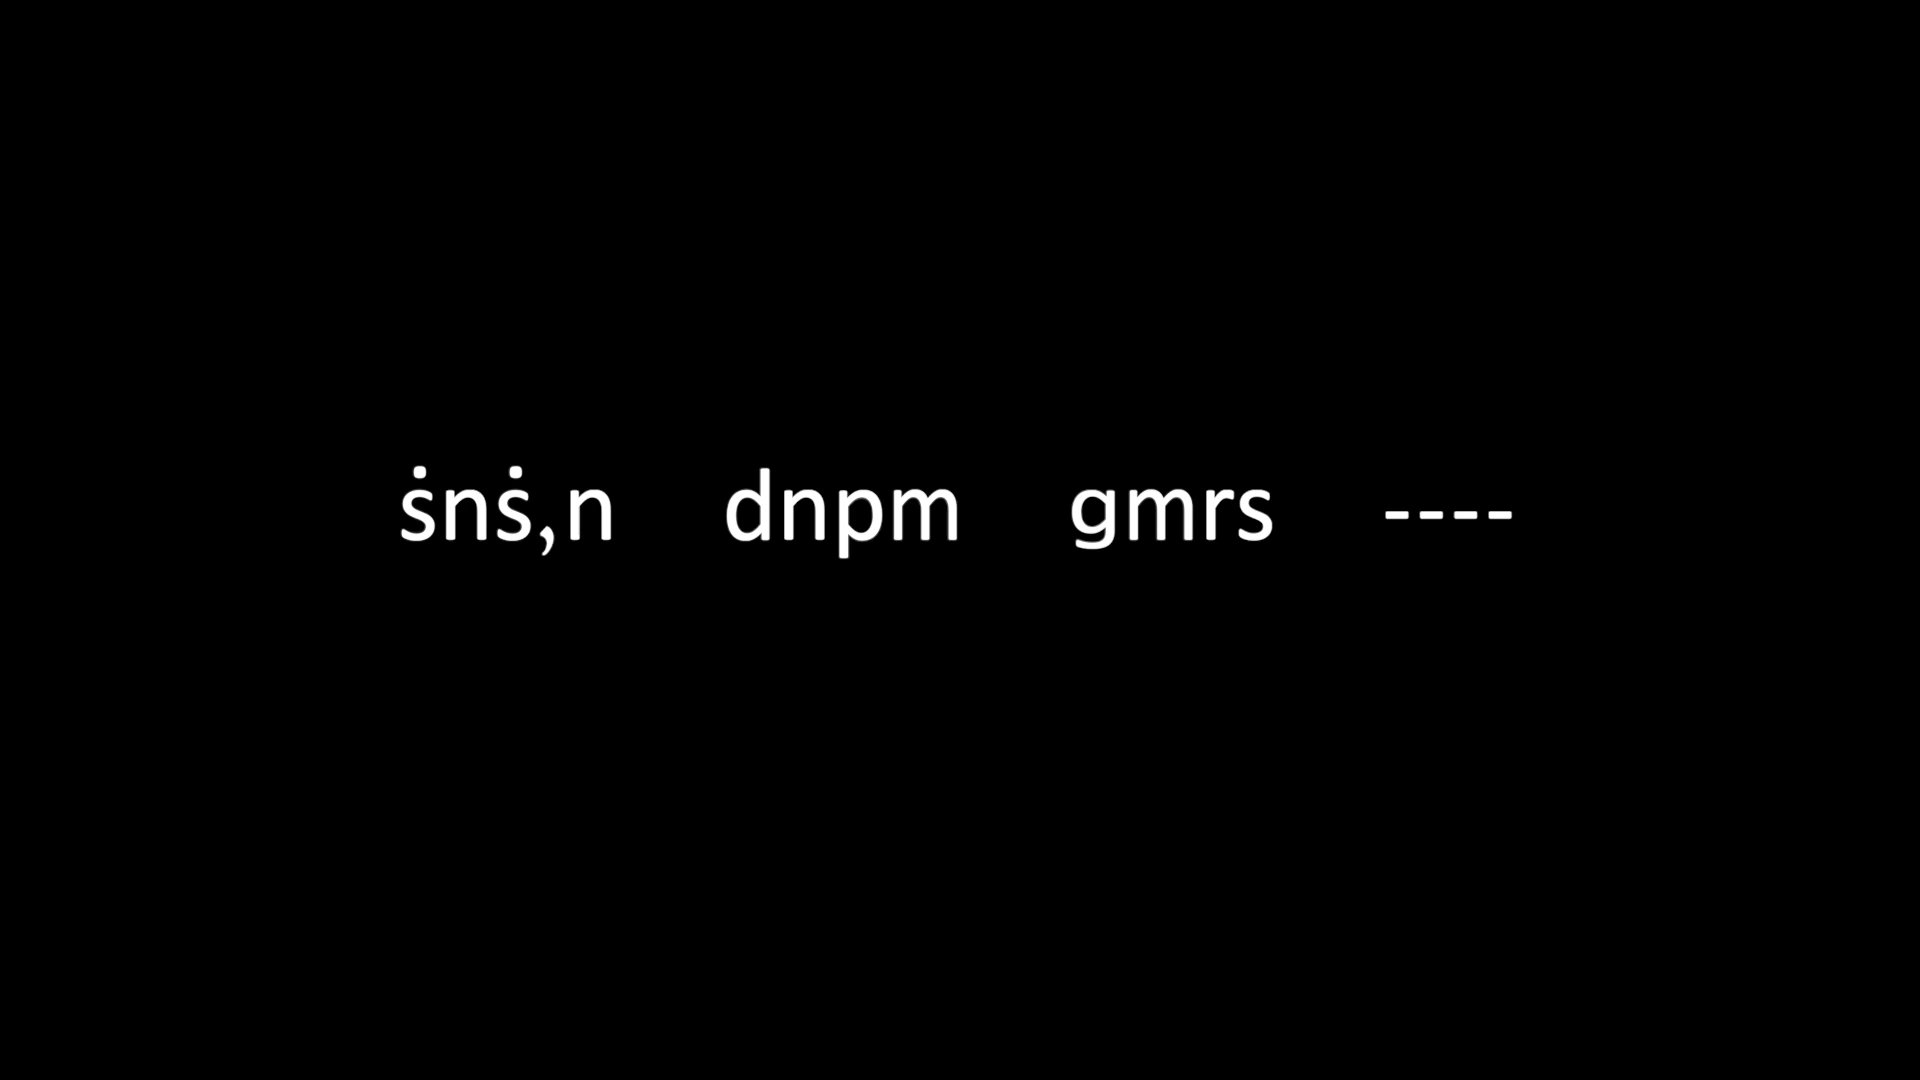 ṡnṡ,n dnpm gmrs ----